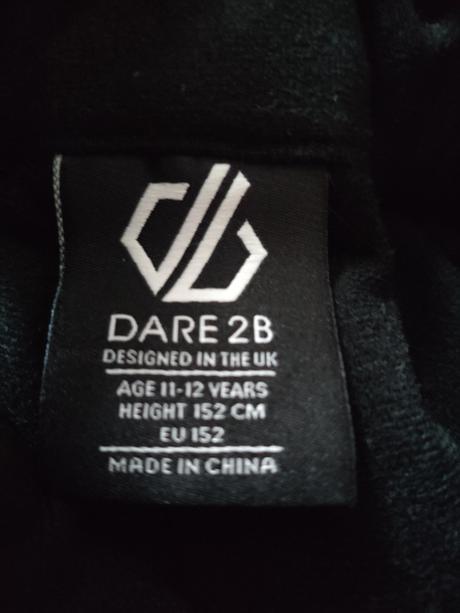 DARE 2B
DESIGNED IN THE UK
AGE 11-12 YEARS
HEIGHT 152 CM
EU 152
MADE IN CHINA